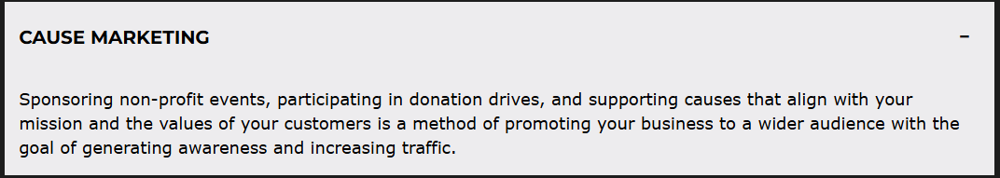 CAUSE MARKETING
–
Sponsoring non-profit events, participating in donation drives, and supporting causes that align with your
mission and the values of your customers is a method of promoting your business to a wider audience with the
goal of generating awareness and increasing traffic.